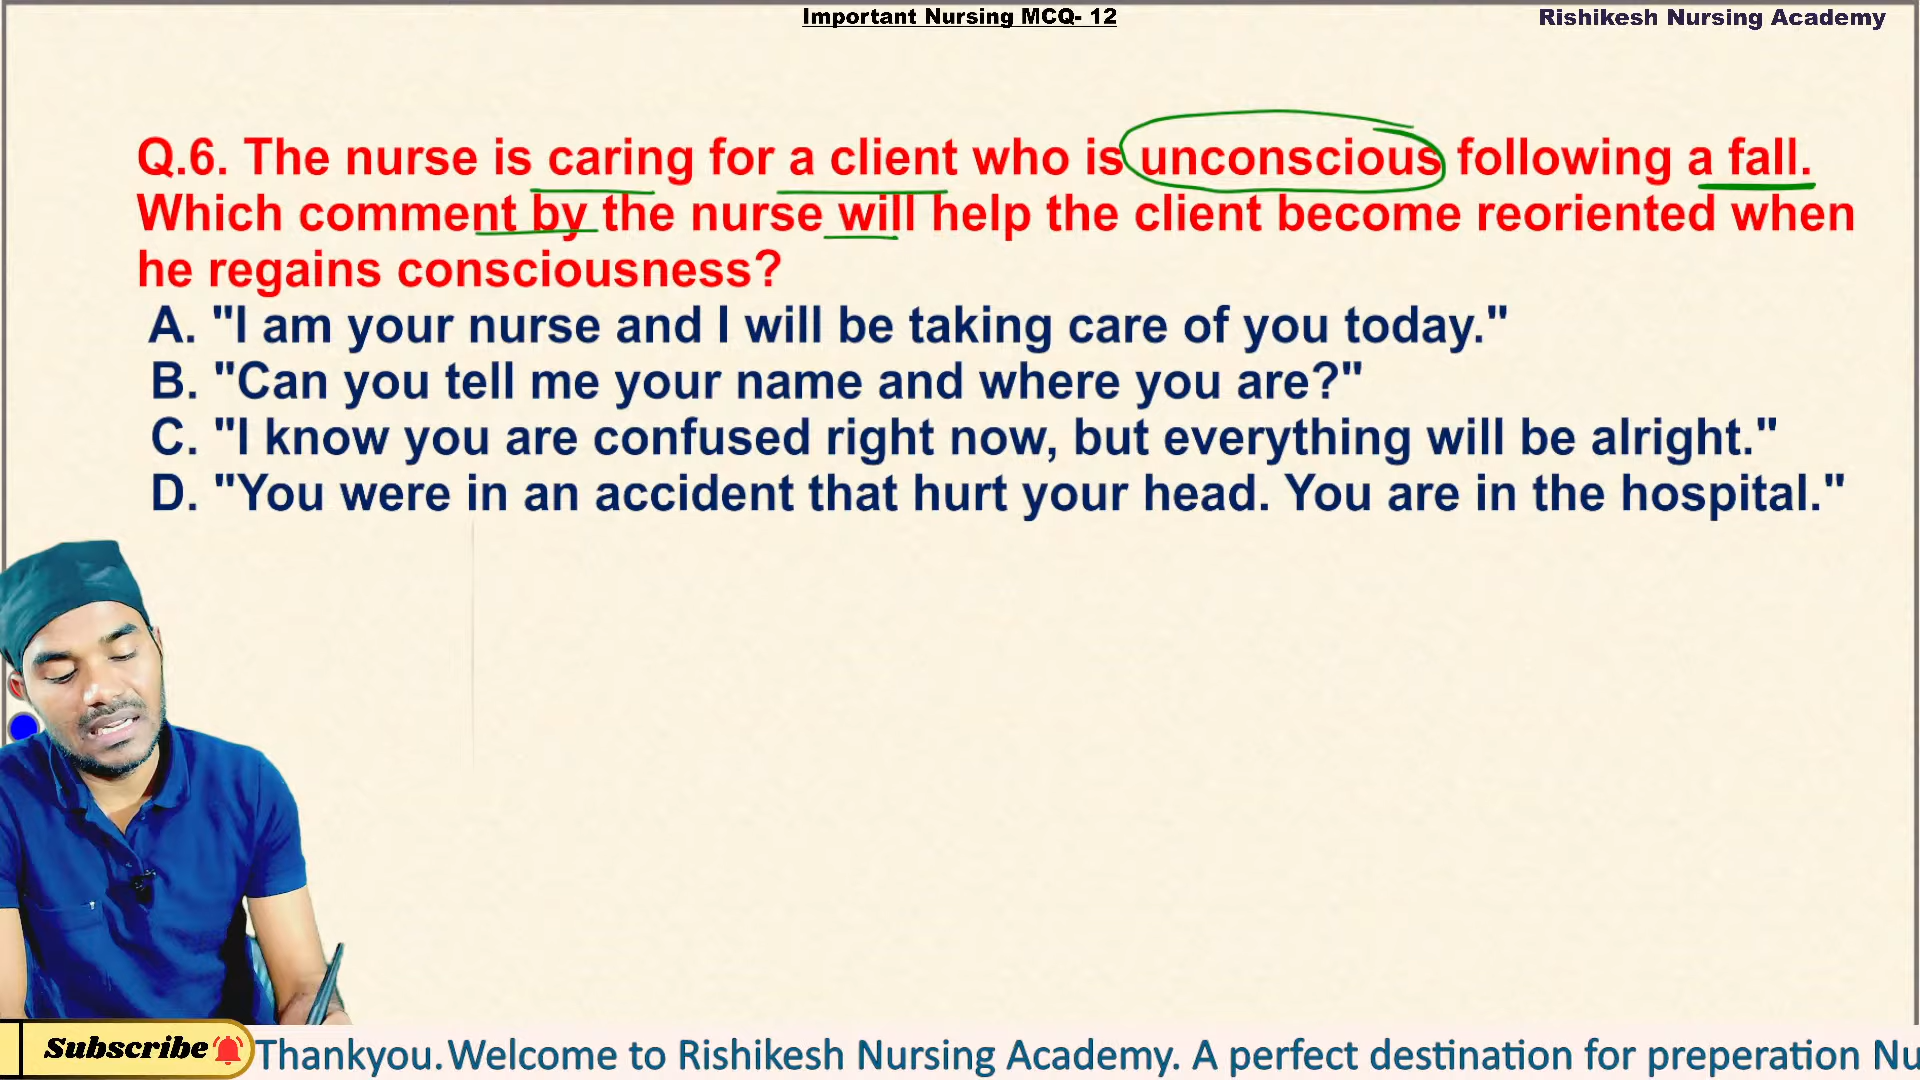 Important Nursing MCQ- 12
Rishikesh Nursing Academy
Q.6. The nurse is caring for a client who is unconscious following a fall.
Which comment by the nurse will help the client become reoriented when
he regains consciousness?
A. "I am your nurse and I will be taking care of you today."
B. "Can you tell me your name and where you are?"
C. "I know you are confused right now, but everything will be alright."
D. "You were in an accident that hurt your head. You are in the hospital."
Subscribe
Thankyou.Welcome to Rishikesh Nursing Academy. A perfect destination for preperation Nu